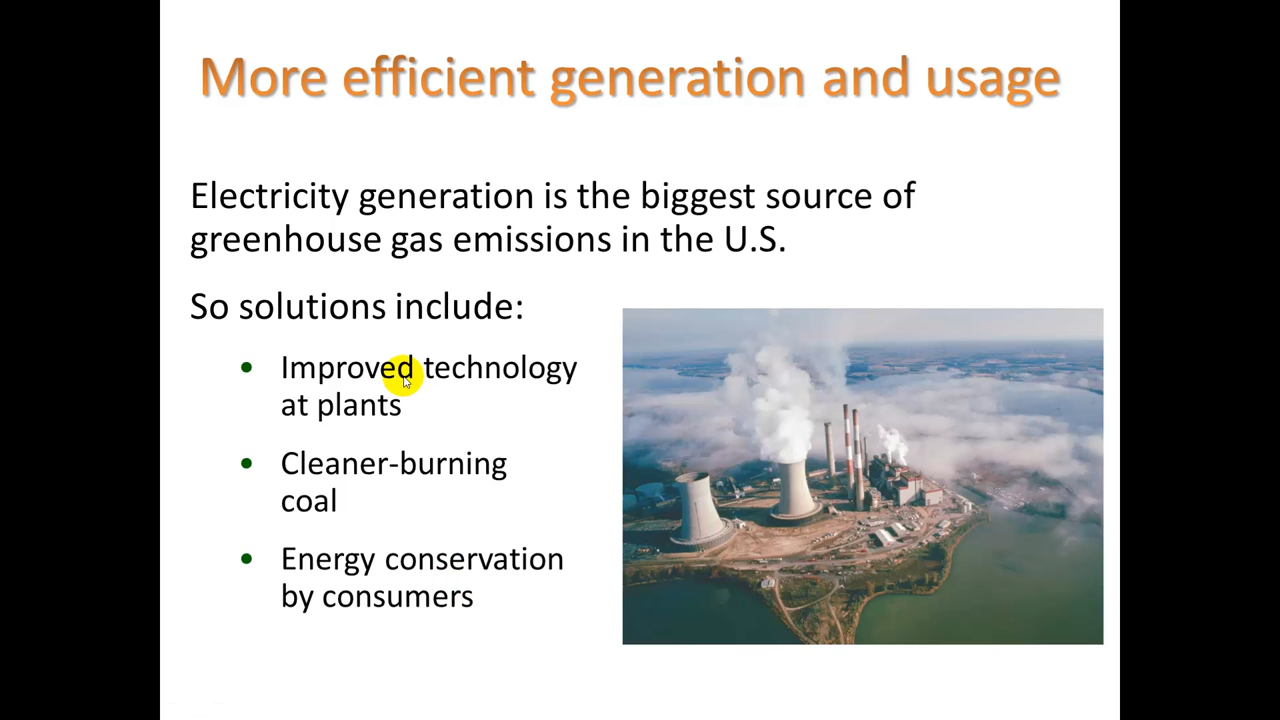 More efficient generation and usage
Electricity generation is the biggest source of
greenhouse gas emissions in the U.S.
So solutions include:
• Improved technology
at plants
• Cleaner-burning
coal
• Energy conservation
by consumers